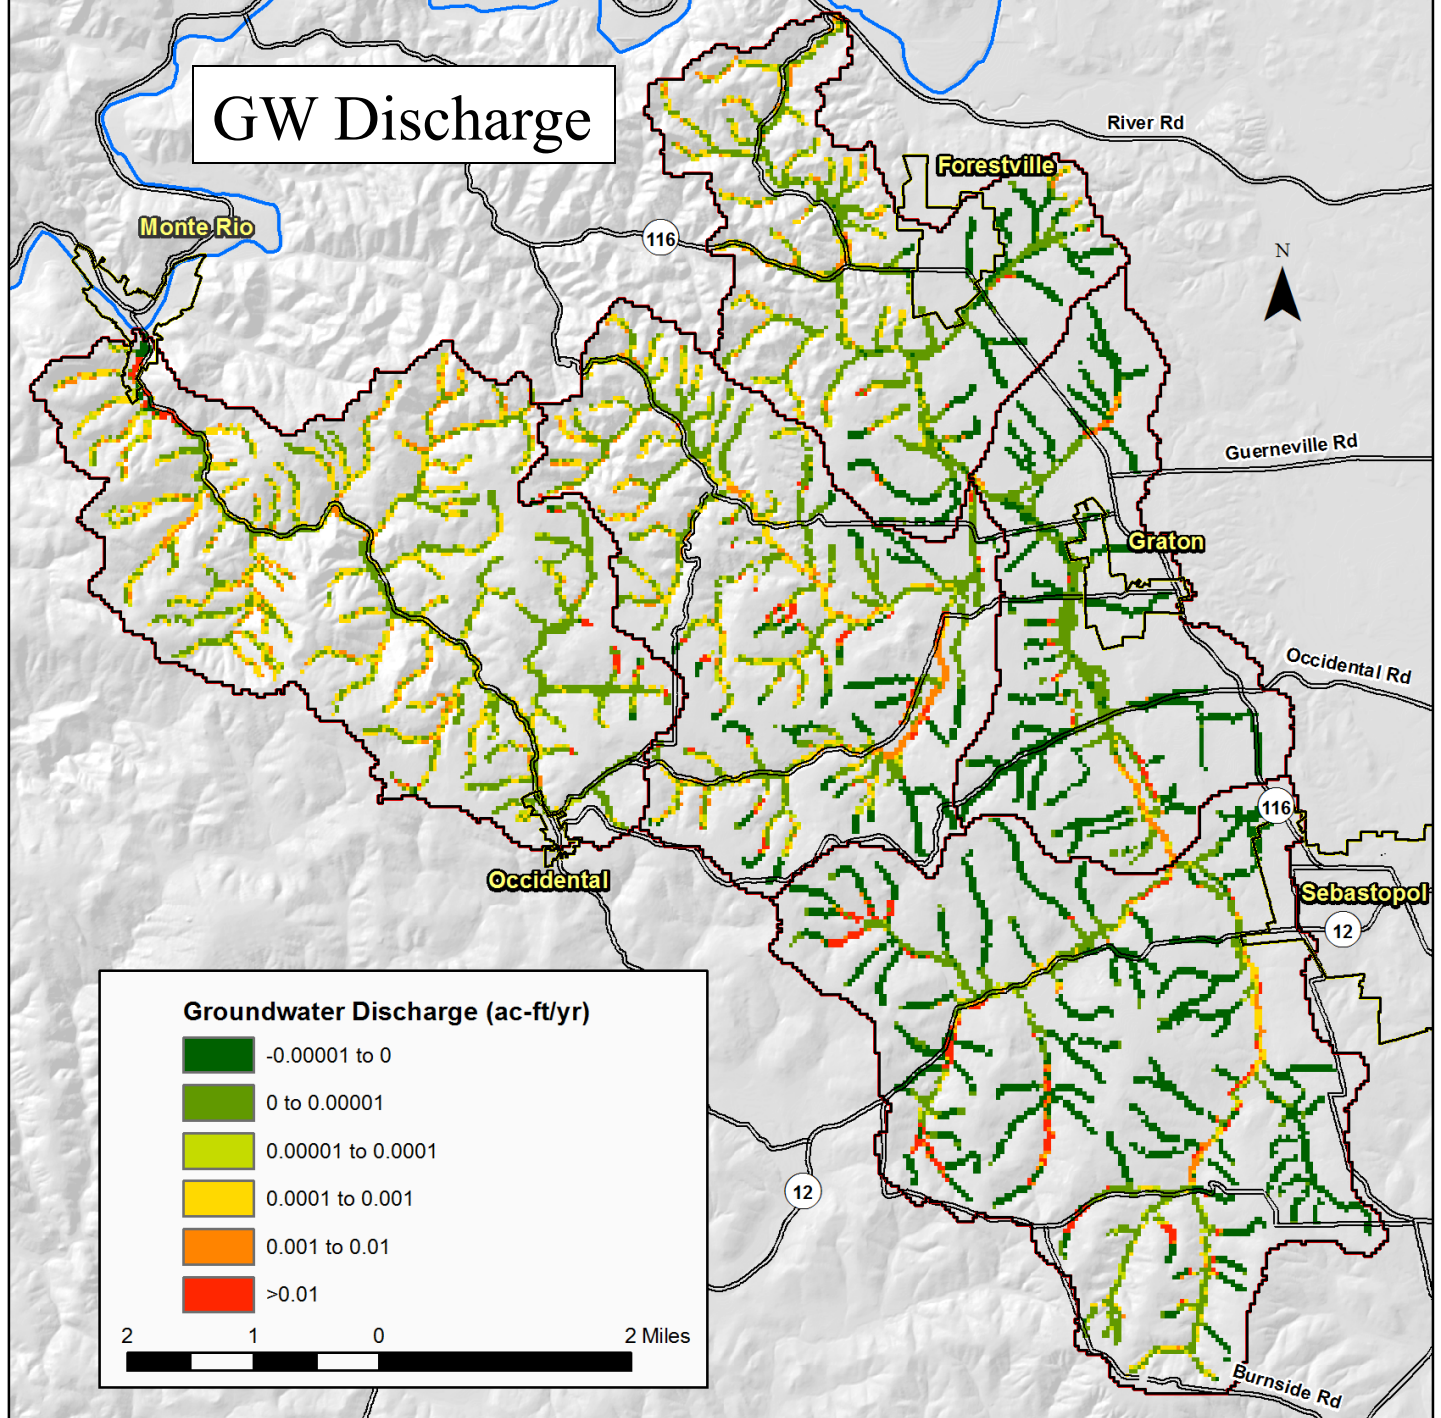 GW Discharge
River Rd
Forestville
Monte Rio
116
N
Guerneville Rd
Graton
Occidental Rd
116
Occidental
Sebastopol
12
Groundwater Discharge (ac-ft/yr)
-0.00001 to 0
0 to 0.00001
0.00001 to 0.0001
0.0001 to 0.001
0.001 to 0.01
>0.01
2 1 0 2 Miles
12
Burnside Rd